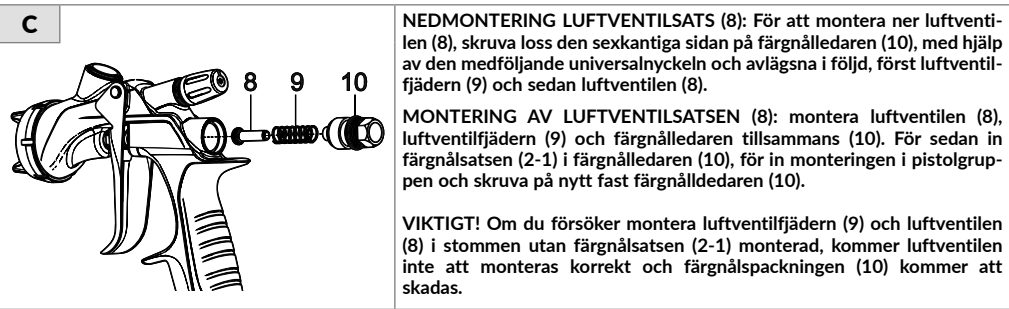 C
8
9
10
NEDMONTERING LUFTVENTILSATS (8): För att montera ner luftventi-
len (8), skruva loss den sexkantiga sidan på färgnålledaren (10), med hjälp
av den medföljande universalnyckeln och avlägsna i följd, först luftventil-
fjädern (9) och sedan luftventilen (8).
MONTERING AV LUFTVENTILSATSEN (8): montera luftventilen (8),
luftventilfjädern (9) och färgnålledaren tillsammans (10). För sedan in
färgnålsatsen (2-1) i färgnålledaren (10), för in monteringen i pistolgrup-
pen och skruva på nytt fast färgnålldedaren (10).
VIKTIGT! Om du försöker montera luftventilfjädern (9) och luftventilen
(8) i stommen utan färgnålsatsen (2-1) monterad, kommer luftventilen
inte att monteras korrekt och färgnålspackningen (10) kommer att
skadas.